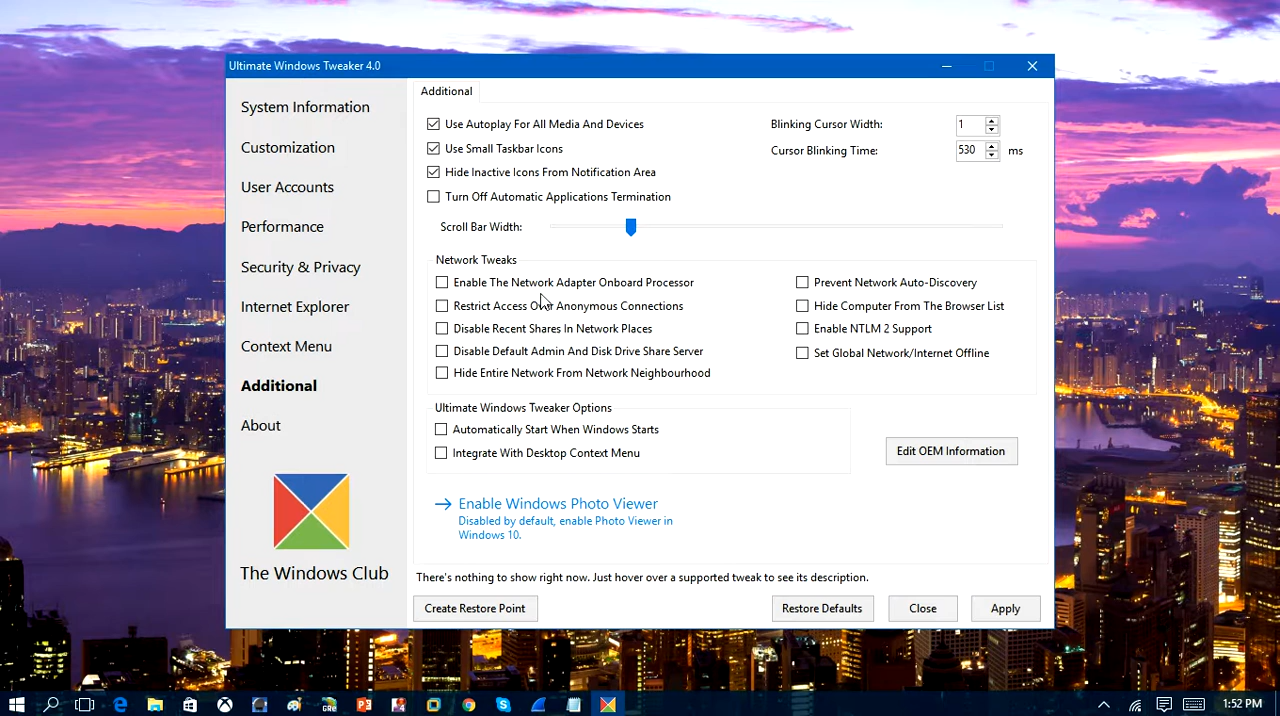 Ultimate Windows Tweaker 4.0
System Information
Customization
User Accounts
Performance
Security & Privacy
Internet Explorer
Context Menu
Additional
About
The Windows Club
Additional
Use Autoplay For All Media And Devices
Use Small Taskbar Icons
Hide Inactive Icons From Notification Area
Turn Off Automatic Applications Termination
Blinking Cursor Width: 1
Cursor Blinking Time: 530 ms
Scroll Bar Width:
Network Tweaks
Enable The Network Adapter Onboard Processor
Restrict Access Over Anonymous Connections
Disable Recent Shares In Network Places
Disable Default Admin And Disk Drive Share Server
Hide Entire Network From Network Neighbourhood
Prevent Network Auto-Discovery
Hide Computer From The Browser List
Enable NTLM 2 Support
Set Global Network/Internet Offline
Ultimate Windows Tweaker Options
Automatically Start When Windows Starts
Integrate With Desktop Context Menu
Edit OEM Information
Enable Windows Photo Viewer
Disabled by default, enable Photo Viewer in
Windows 10.
There's nothing to show right now. Just hover over a supported tweak to see its description.
Create Restore Point
Restore Defaults
Close
Apply
1:52 PM